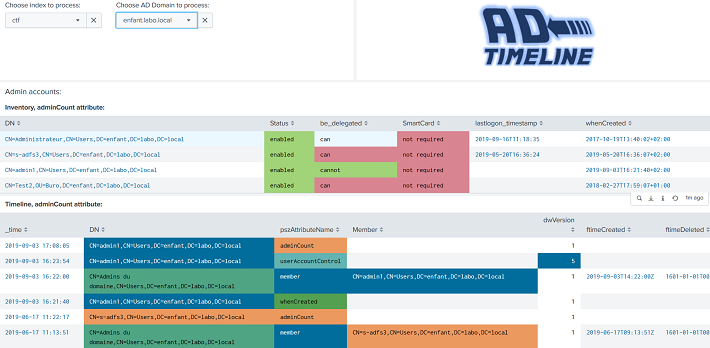 Choose index to process:
Choose AD Domain to process:
ctf
enfant.labo.local
AD
TIMELINE
Admin accounts:
Inventory, adminCount attribute:
DN Status be_delegated SmartCard lastlogon_timestamp whenCreated
CN=Administrateur,CN=Users,DC=enfant,DC=labo,DC=local enabled can not required 2019-09-16T11:18:35 2017-10-19T13:40:02+02:00
CN=s-adfs3,CN=Users,DC=enfant,DC=labo,DC=local enabled can not required 2019-05-20T16:36:24 2019-05-20T16:36:07+02:00
CN=admin1,CN=Users,DC=enfant,DC=labo,DC=local enabled cannot not required 2019-09-03T16:21:40+02:00
CN=Test2,OU=Buro,DC=enfant,DC=labo,DC=local enabled can not required 2018-02-27T17:59:07+01:00
1m ago
Timeline, adminCount attribute:
_time DN pszAttributeName Member dwVersion ftimeCreated ftimeDeleted
2019-09-03 17:08:05 CN=admin1,CN=Users,DC=enfant,DC=labo,DC=local adminCount 1
2019-09-03 16:23:54 CN=admin1,CN=Users,DC=enfant,DC=labo,DC=local userAccountControl 5
2019-09-03 16:22:00 CN=Admins du member CN=admin1,CN=Users,DC=enfant,DC=labo,DC=local 1 2019-09-03T14:22:00Z 1601-01-01T00
domaine,CN=Users,DC=enfant,DC=labo,DC=local
2019-09-03 16:21:40 CN=admin1,CN=Users,DC=enfant,DC=labo,DC=local whenCreated 1
2019-06-17 11:22:17 CN=s-adfs3,CN=Users,DC=enfant,DC=labo,DC=local adminCount 1
2019-06-17 11:13:51 CN=Admins du member CN=s-adfs3,CN=Users,DC=enfant,DC=labo,DC=local 1 2019-06-17T09:13:51Z 1601-01-01T00
domaine,CN=Users,DC=enfant,DC=labo,DC=local